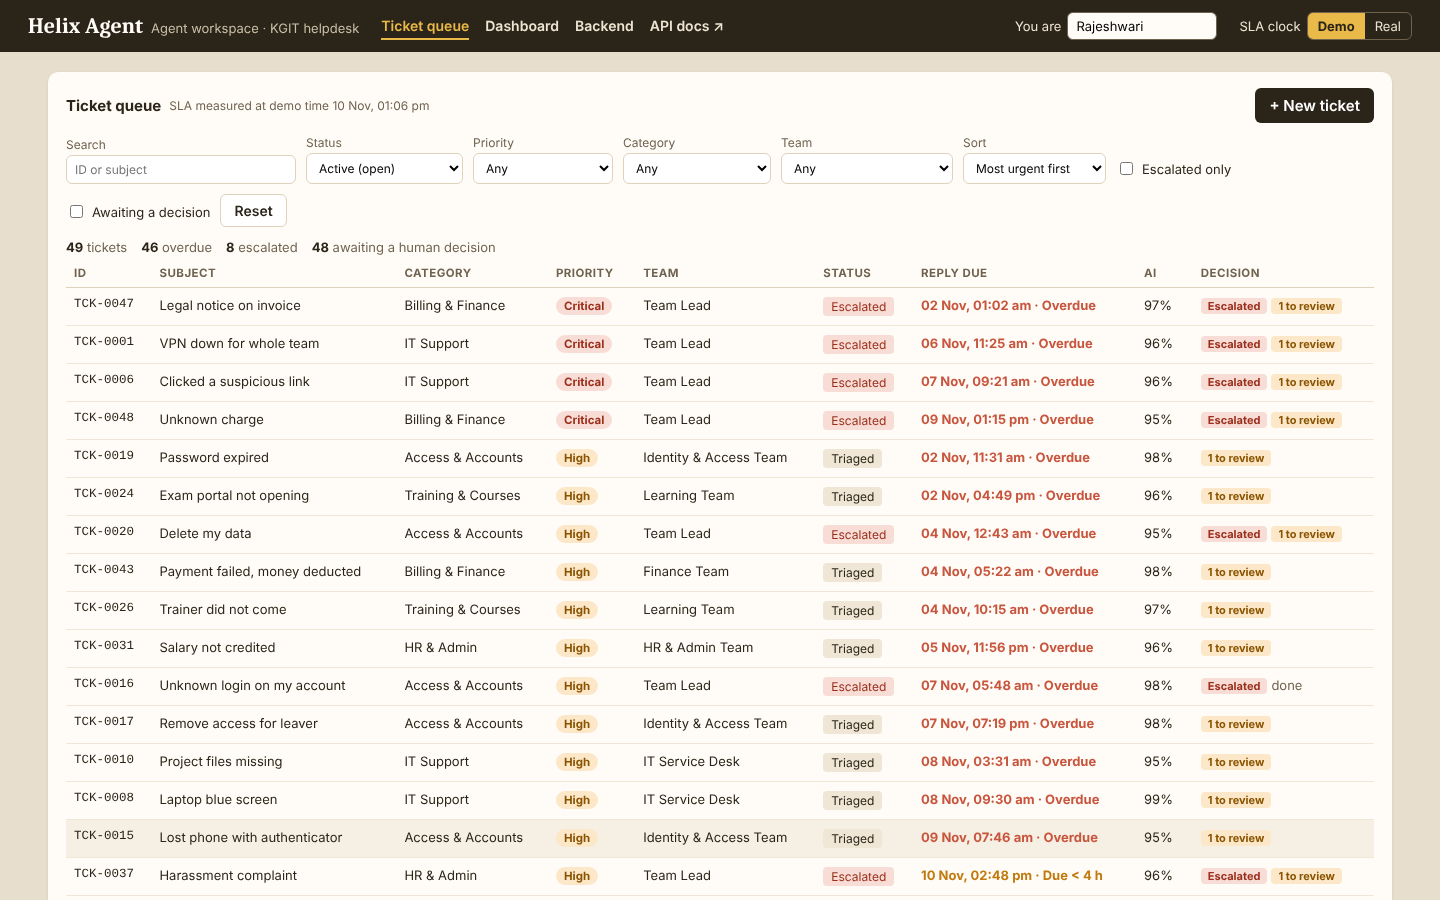 Helix Agent Agent workspace · KGIT helpdesk Ticket queue Dashboard Backend API docs ↗ You are Rajeshwari SLA clock Demo Real
Ticket queue SLA measured at demo time 10 Nov, 01:06 pm + New ticket
Search Status Priority Category Team Sort
ID or subject Active (open) Any Any Any Most urgent first Escalated only
Awaiting a decision Reset
49 tickets 46 overdue 8 escalated 48 awaiting a human decision
ID SUBJECT CATEGORY PRIORITY TEAM STATUS REPLY DUE AI DECISION
TCK-0047 Legal notice on invoice Billing & Finance Critical Team Lead Escalated 02 Nov, 01:02 am · Overdue 97% Escalated 1 to review
TCK-0001 VPN down for whole team IT Support Critical Team Lead Escalated 06 Nov, 11:25 am · Overdue 96% Escalated 1 to review
TCK-0006 Clicked a suspicious link IT Support Critical Team Lead Escalated 07 Nov, 09:21 am · Overdue 96% Escalated 1 to review
TCK-0048 Unknown charge Billing & Finance Critical Team Lead Escalated 09 Nov, 01:15 pm · Overdue 95% Escalated 1 to review
TCK-0019 Password expired Access & Accounts High Identity & Access Team Triaged 02 Nov, 11:31 am · Overdue 98% 1 to review
TCK-0024 Exam portal not opening Training & Courses High Learning Team Triaged 02 Nov, 04:49 pm · Overdue 96% 1 to review
TCK-0020 Delete my data Access & Accounts High Team Lead Escalated 04 Nov, 12:43 am · Overdue 95% Escalated 1 to review
TCK-0043 Payment failed, money deducted Billing & Finance High Finance Team Triaged 04 Nov, 05:22 am · Overdue 98% 1 to review
TCK-0026 Trainer did not come Training & Courses High Learning Team Triaged 04 Nov, 10:15 am · Overdue 97% 1 to review
TCK-0031 Salary not credited HR & Admin High HR & Admin Team Triaged 05 Nov, 11:56 pm · Overdue 96% 1 to review
TCK-0016 Unknown login on my account Access & Accounts High Team Lead Escalated 07 Nov, 05:48 am · Overdue 98% Escalated done
TCK-0017 Remove access for leaver Access & Accounts High Identity & Access Team Triaged 07 Nov, 07:19 pm · Overdue 98% 1 to review
TCK-0010 Project files missing IT Support High IT Service Desk Triaged 08 Nov, 03:31 am · Overdue 95% 1 to review
TCK-0008 Laptop blue screen IT Support High IT Service Desk Triaged 08 Nov, 09:30 am · Overdue 99% 1 to review
TCK-0015 Lost phone with authenticator Access & Accounts High Identity & Access Team Triaged 09 Nov, 07:46 am · Overdue 95% 1 to review
TCK-0037 Harassment complaint HR & Admin High Team Lead Escalated 10 Nov, 02:48 pm · Due < 4 h 96% Escalated 1 to review